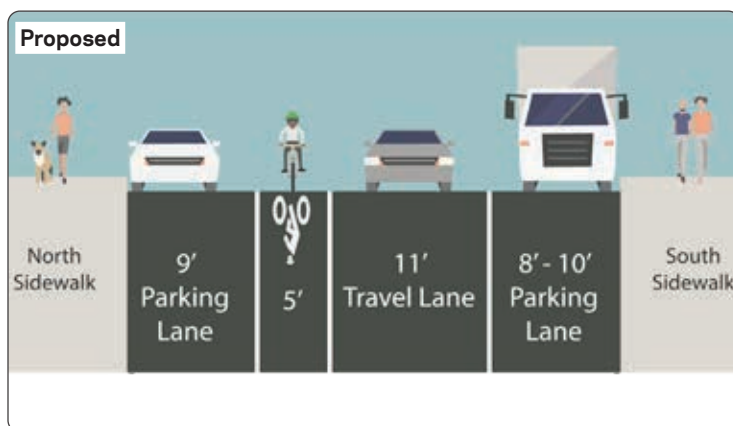 Proposed
North
Sidewalk
9'
Parking
Lane
5'
11'
Travel Lane
8' - 10'
Parking
Lane
South
Sidewalk